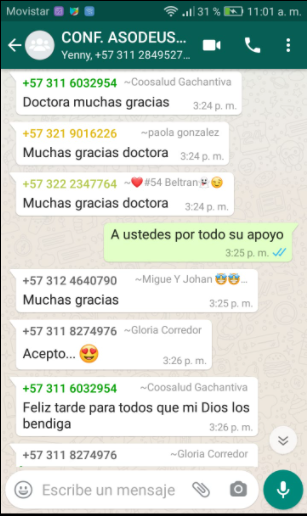 Movistar 31 % 11:01 a. m.
CONF. ASODEUS...
Yenny, +57 311 2849527...
+57 311 6032954 ~Coosalud Gachantiva
Doctora muchas gracias
3:24 p. m.
+57 321 9016226 ~paola gonzalez
Muchas gracias doctora
3:24 p. m.
+57 322 2347764 ~❤️#54 Beltran
Muchas gracias doctora
3:24 p. m.
A ustedes por todo su apoyo
3:25 p. m.
+57 312 4640790 ~Migue Y Johan 😇😇...
Muchas gracias
3:25 p. m.
+57 311 8274976 ~Gloria Corredor
Acepto... 😍
3:26 p. m.
+57 311 6032954 ~Coosalud Gachantiva
Feliz tarde para todos que mi Dios los
bendiga
3:26 p. m.
+57 311 8274976 ~Gloria Corredor
Escribe un mensaje